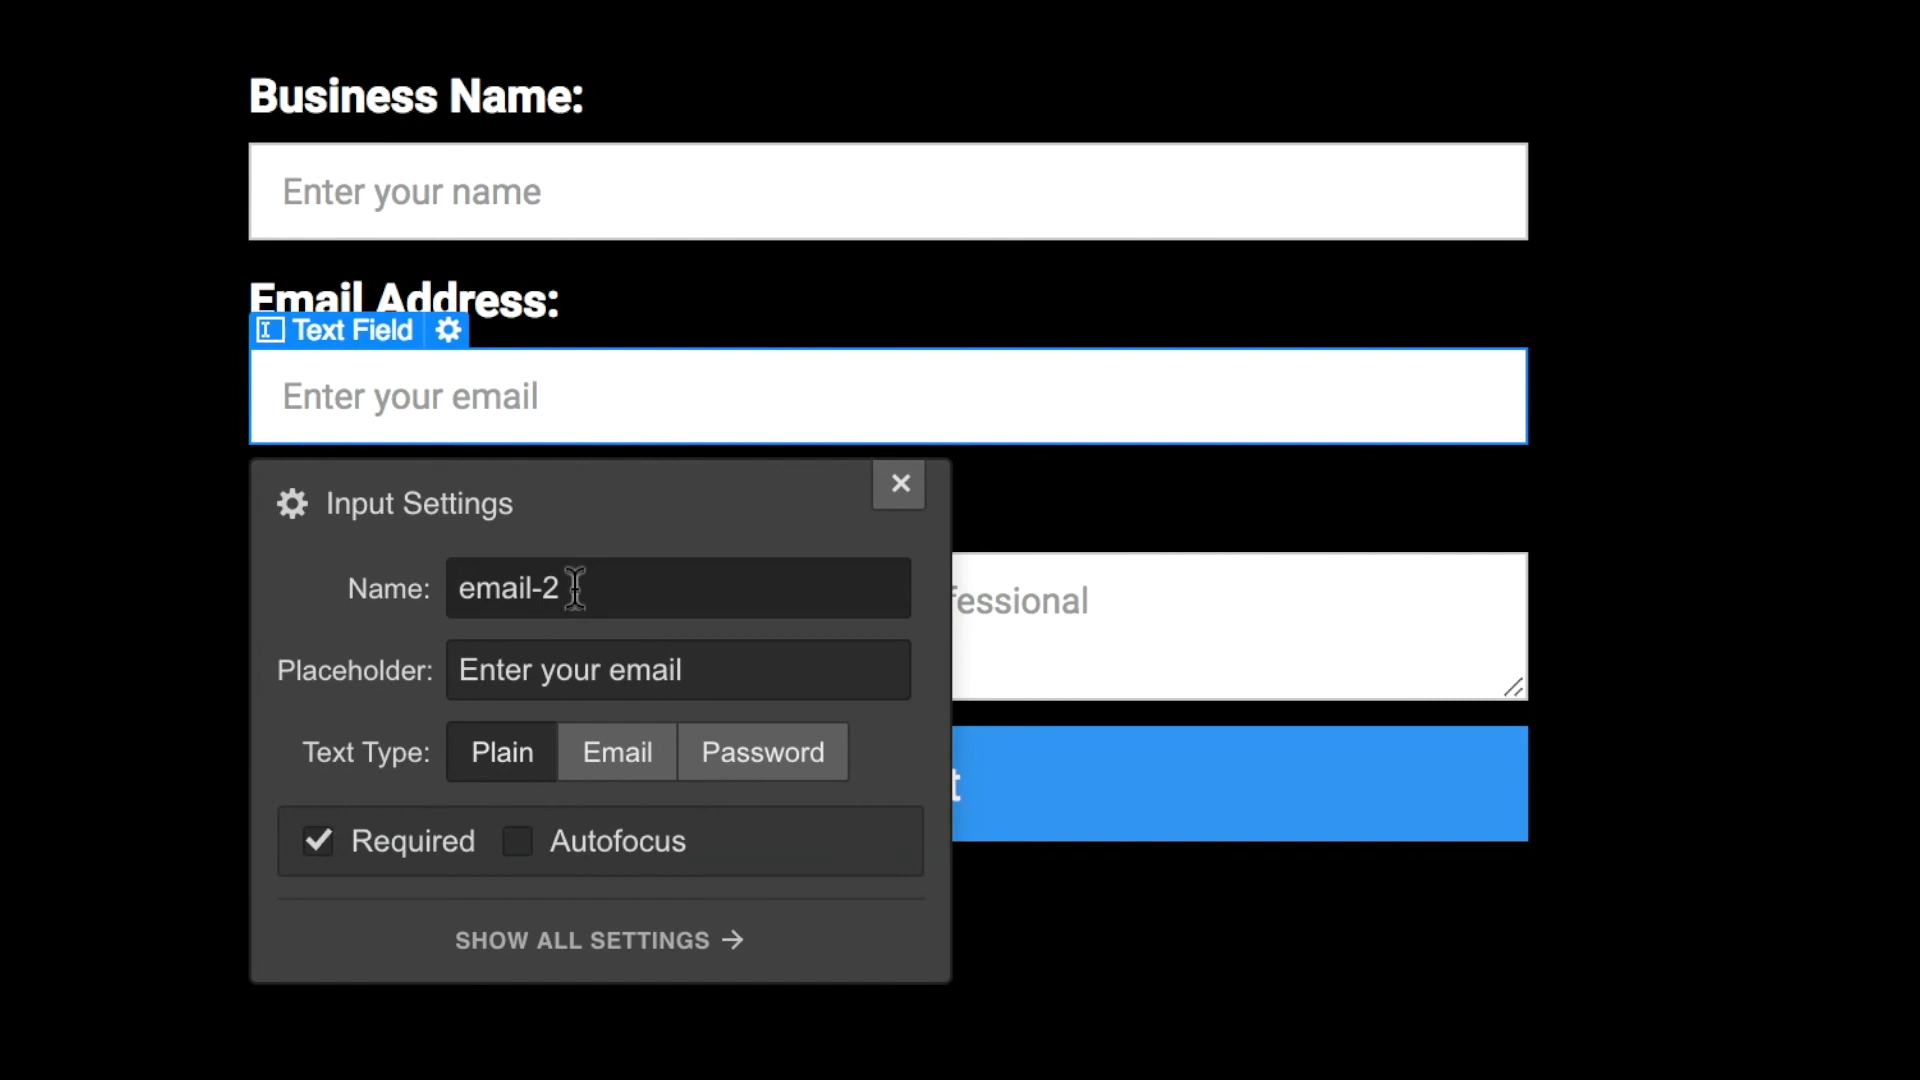 Business Name:
Enter your name
Email Address:
Text Field
Enter your email
Input Settings
Name: email-2
fessional
Placeholder: Enter your email
Text Type: Plain Email Password
t
Required Autofocus
SHOW ALL SETTINGS →